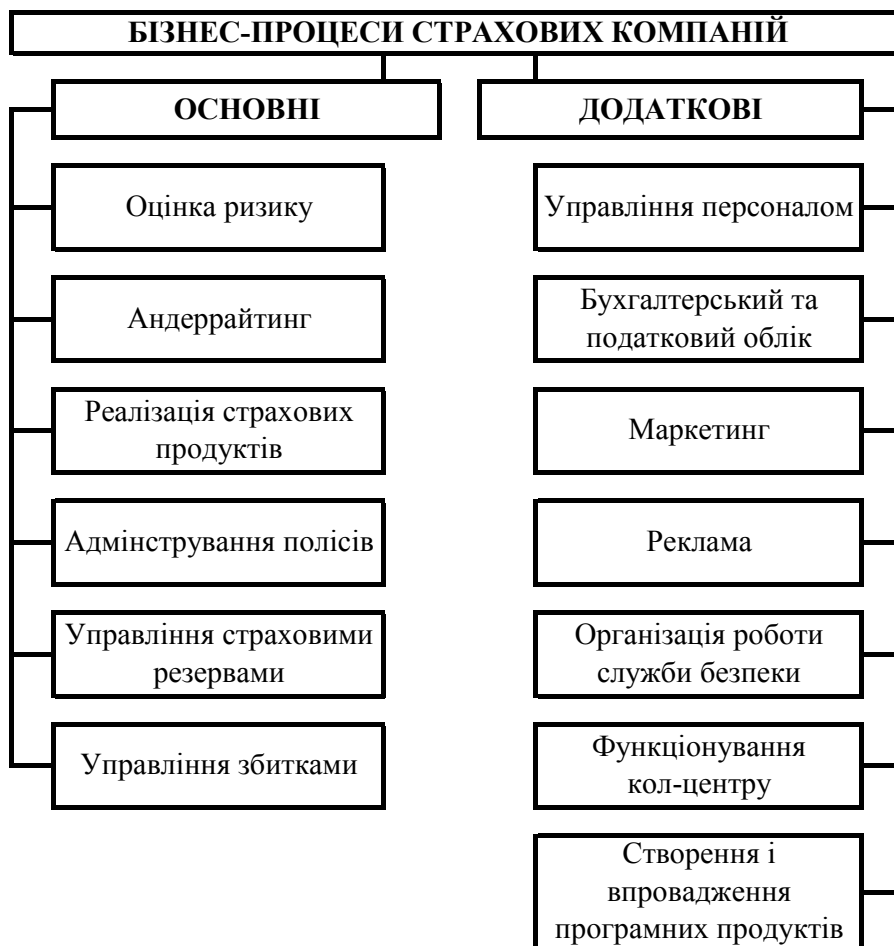 БІЗНЕС-ПРОЦЕСИ СТРАХОВИХ КОМПАНІЙ
ОСНОВНІ
Оцінка ризику
Андеррайтинг
Реалізація страхових
продуктів
Адмінстрування полісів
Управління страховими
резервами
Управління збитками
ДОДАТКОВІ
Управління персоналом
Бухгалтерський та
податковий облік
Маркетинг
Реклама
Організація роботи
служби безпеки
Функціонування
кол-центру
Створення і
впровадження
програмних продуктів